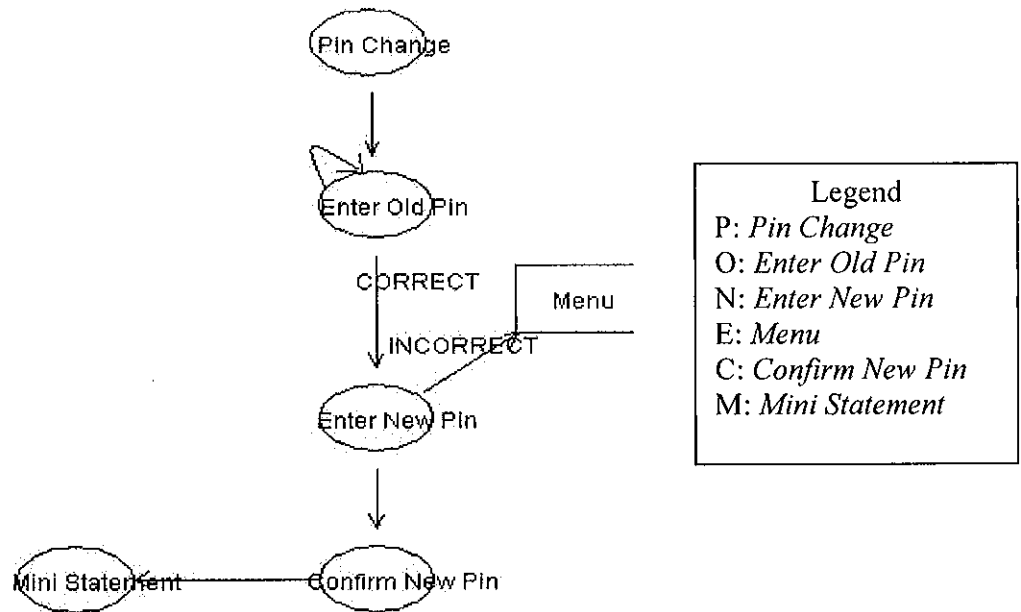 Pin Change
Enter Old Pin
CORRECT
Menu
INCORRECT
Enter New Pin
Mini Statement
Confirm New Pin
Legend
P: Pin Change
O: Enter Old Pin
N: Enter New Pin
E: Menu
C: Confirm New Pin
M: Mini Statement